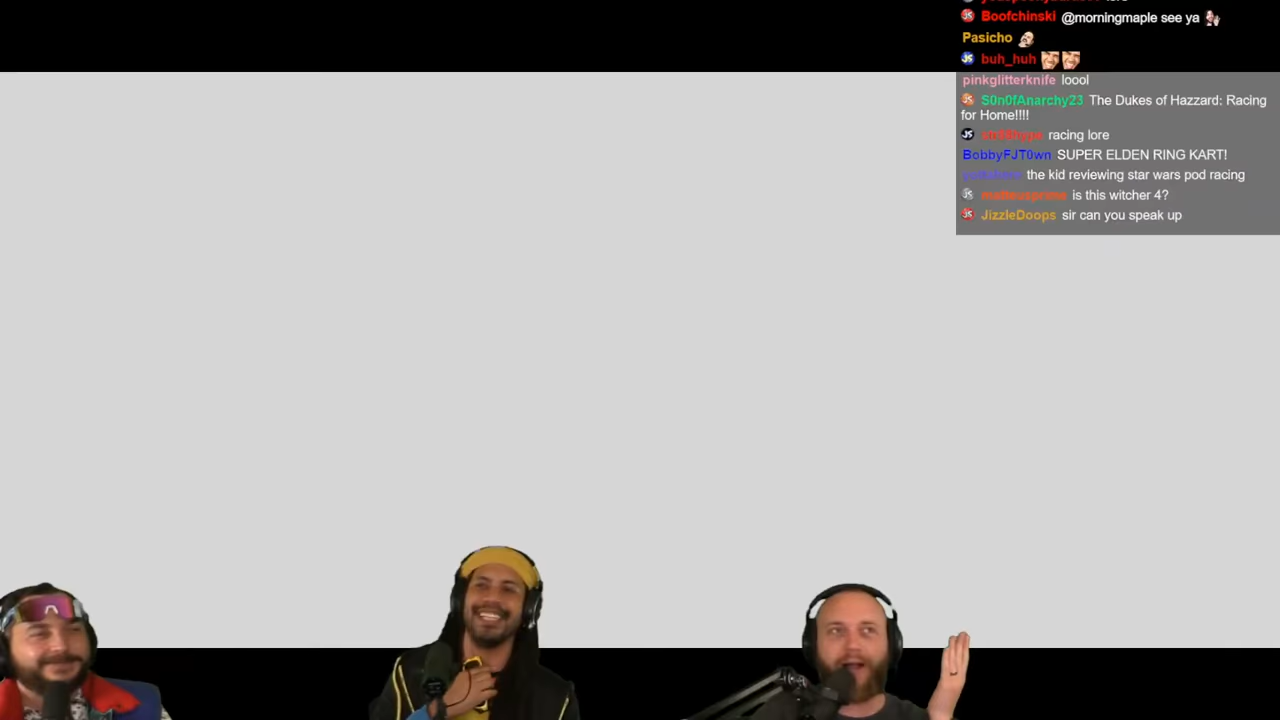 Boofchinski @morningmaple see ya
Pasicho
buh_huh
pinkglitterknife loool
S0n0fAnarchy23 The Dukes of Hazzard: Racing
for Home!!!!
racing lore
BobbyFJT0wn SUPER ELDEN RING KART!
the kid reviewing star wars pod racing
is this witcher 4?
JizzleDoops sir can you speak up